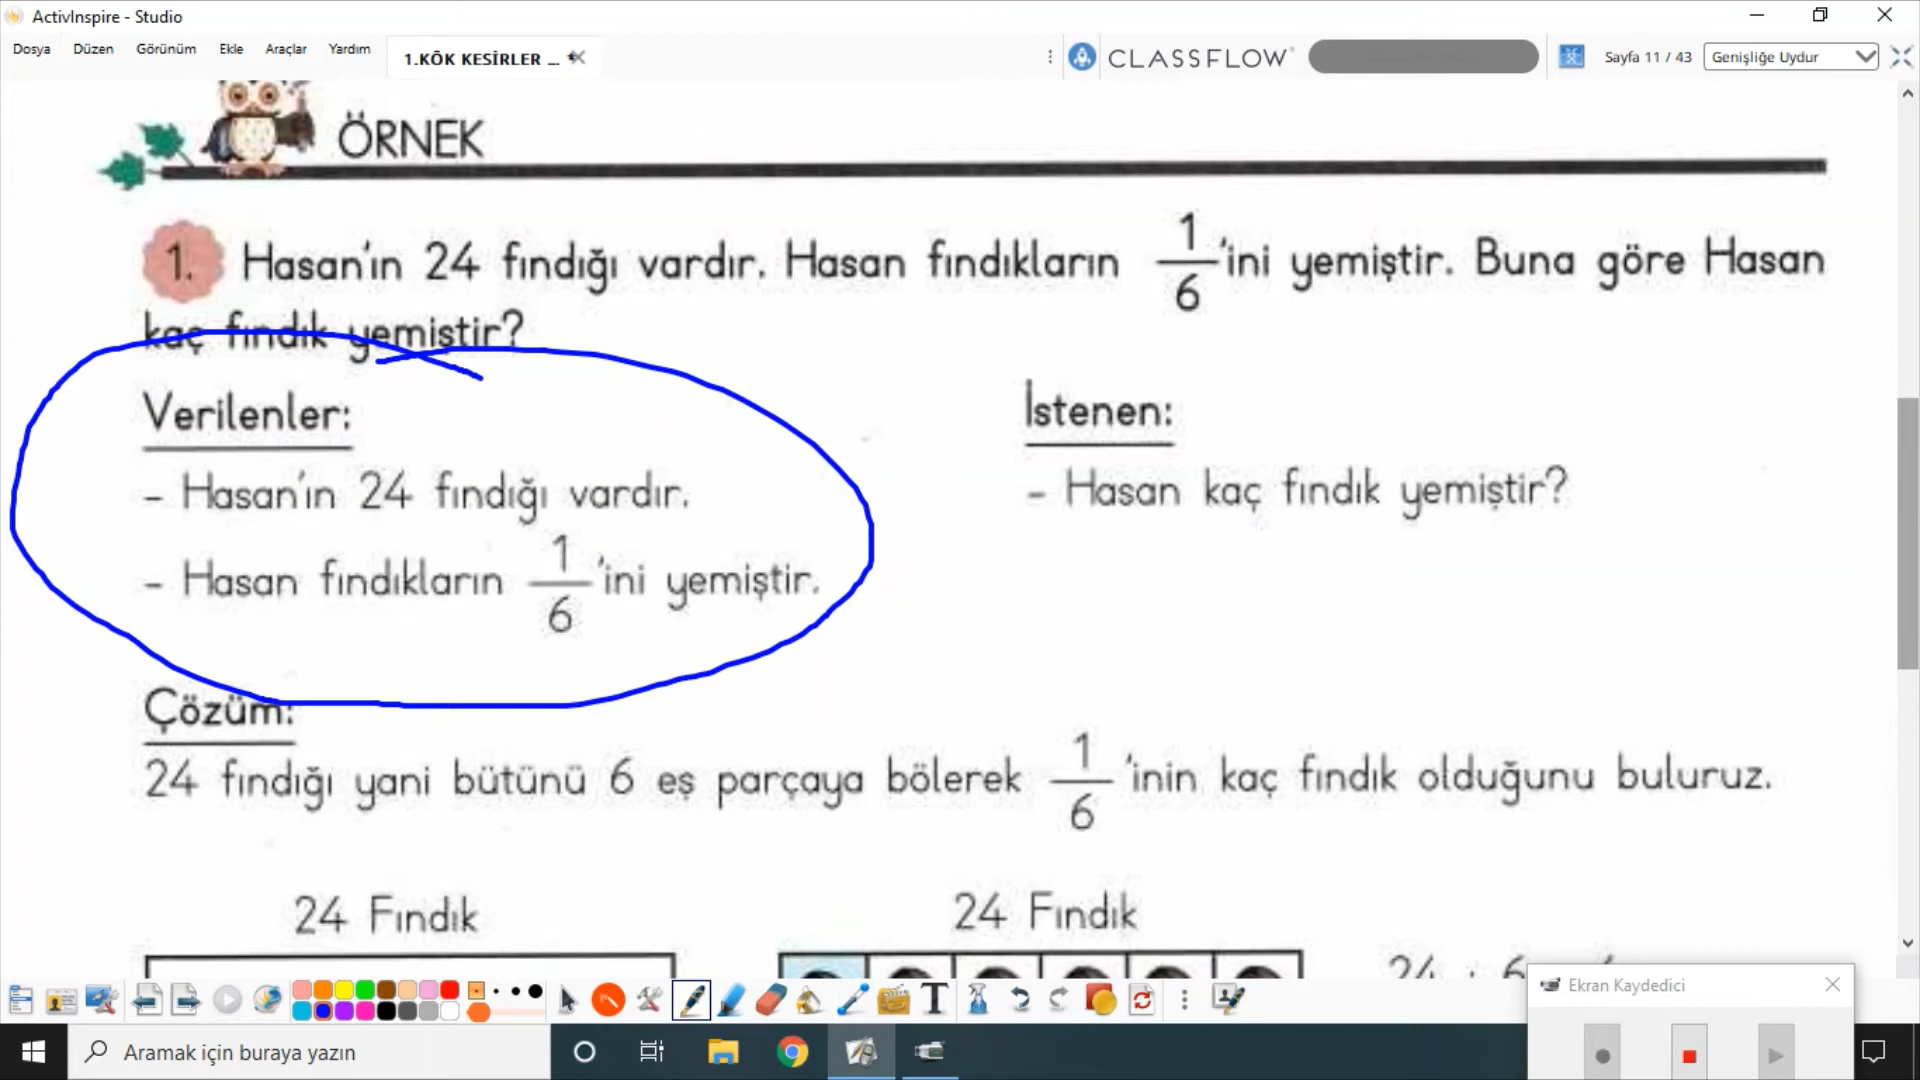 ActivInspire - Studio
Dosya Düzen Görünüm Ekle Araçlar Yardım
1.KÖK KESİRLER ...
CLASSFLOW
Sayfa 11 / 43
Genişliğe Uydur
ÖRNEK
1. Hasan'ın 24 fındığı vardır. Hasan fındıkların 1/6'ini yemiştir. Buna göre Hasan
kaç fındık yemiştir?
Verilenler:
- Hasan'ın 24 fındığı vardır.
- Hasan fındıkların 1/6'ini yemiştir.
İstenen:
- Hasan kaç fındık yemiştir?
Çözüm:
24 fındığı yani bütünü 6 eş parçaya bölerek 1/6'inin kaç fındık olduğunu buluruz.
24 Fındık
24 Fındık
Ekran Kaydedici
T
Aramak için buraya yazın